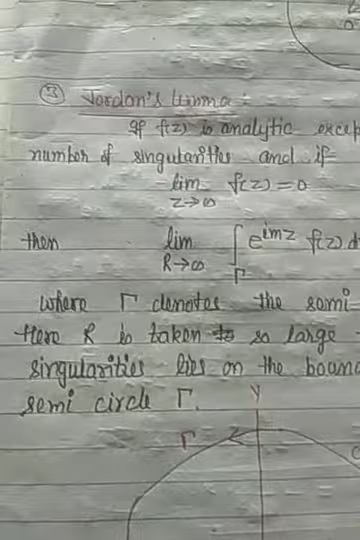 ③ Jordan's Lemma :
If f(z) is analytic excep
number of singularities and if
lim f(z) = 0
z→∞
then lim ∫ e^imz f(z) d
R→∞ Γ
where Γ denotes the semi
Here R is taken so large
singularities lies on the bound
semi circle Γ.
Y
Γ